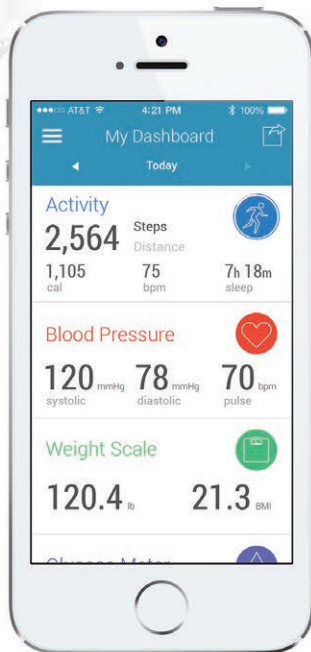 AT&T 4:21 PM 100%
My Dashboard
Today
Activity
2,564 Steps
Distance
1,105 75 7h 18m
cal bpm sleep
Blood Pressure
120 mmHg 78 mmHg 70 bpm
systolic diastolic pulse
Weight Scale
120.4 lb 21.3 BMI
Glucose Meter